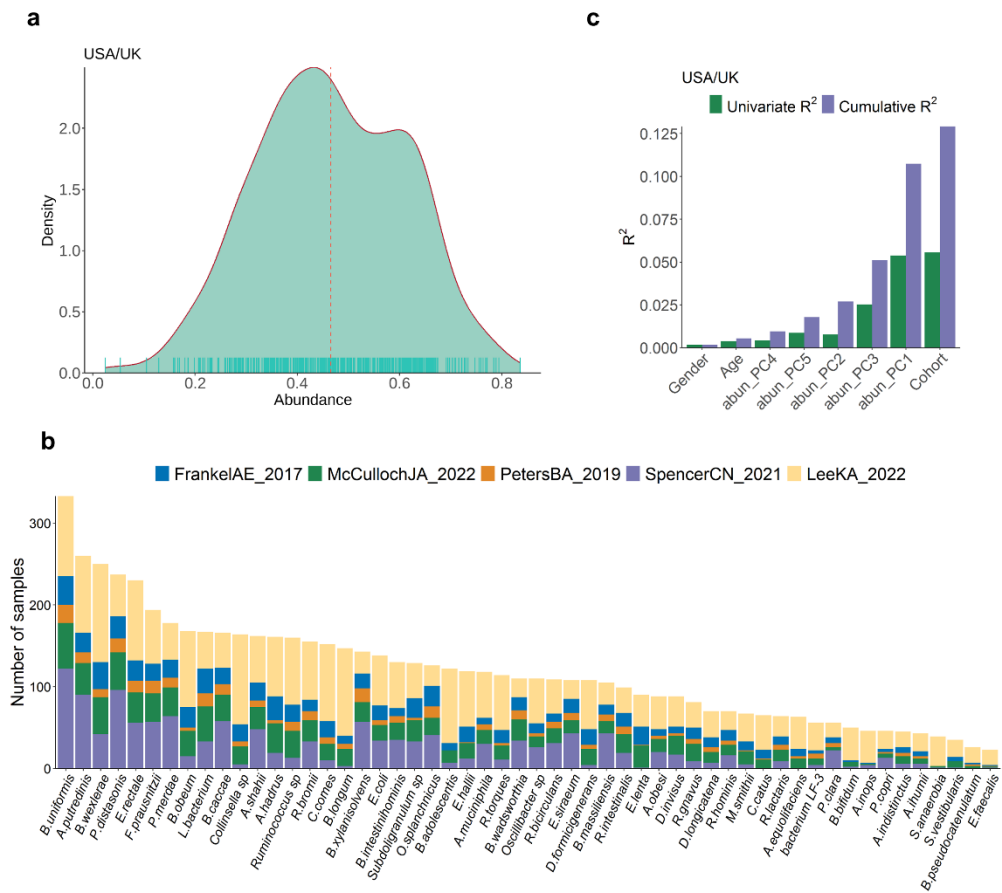 a
USA/UK
Density
2.0
1.5
1.0
0.5
0.0
0.0 0.2 0.4 0.6 0.8
Abundance
c
USA/UK
Univariate R² Cumulative R²
R²
0.125
0.100
0.075
0.050
0.025
0.000
Gender
Age
abun_PC4
abun_PC5
abun_PC2
abun_PC3
abun_PC1
Cohort
b
FrankelAE_2017 McCullochJA_2022 PetersBA_2019 SpencerCN_2021 LeeKA_2022
Number of samples
300
200
100
0
B.uniformis
A.putredinis
B.wexlerae
P.distasonis
E.rectale
F.prausnitzii
P.merdae
B.obeum
L.bacterium
B.caccae
Collinsella sp
A.shahii
A.hadrus
Ruminococcus sp
R.bromii
C.comes
B.longum
B.xylanisolvens
E.coli
B.intestinihominis
Subdoligranulum sp
O.splanchnicus
B.adolescentis
E.hallii
A.muciniphila
R.torques
B.wadsworthia
Oscillibacter sp
R.bicirculans
E.siraeum
D.formicigenerans
B.massiliensis
R.intestinalis
E.lenta
A.obesi
D.invisus
R.gnavus
D.longicatena
R.hominis
M.smithii
C.catus
R.lactaris
A.equolifaciens
bacterium LF-3
P.clara
B.bifidum
A.inops
P.copri
A.indistinctus
A.ihumii
S.anaerobia
S.vestibularis
B.pseudocatenulatum
E.faecalis